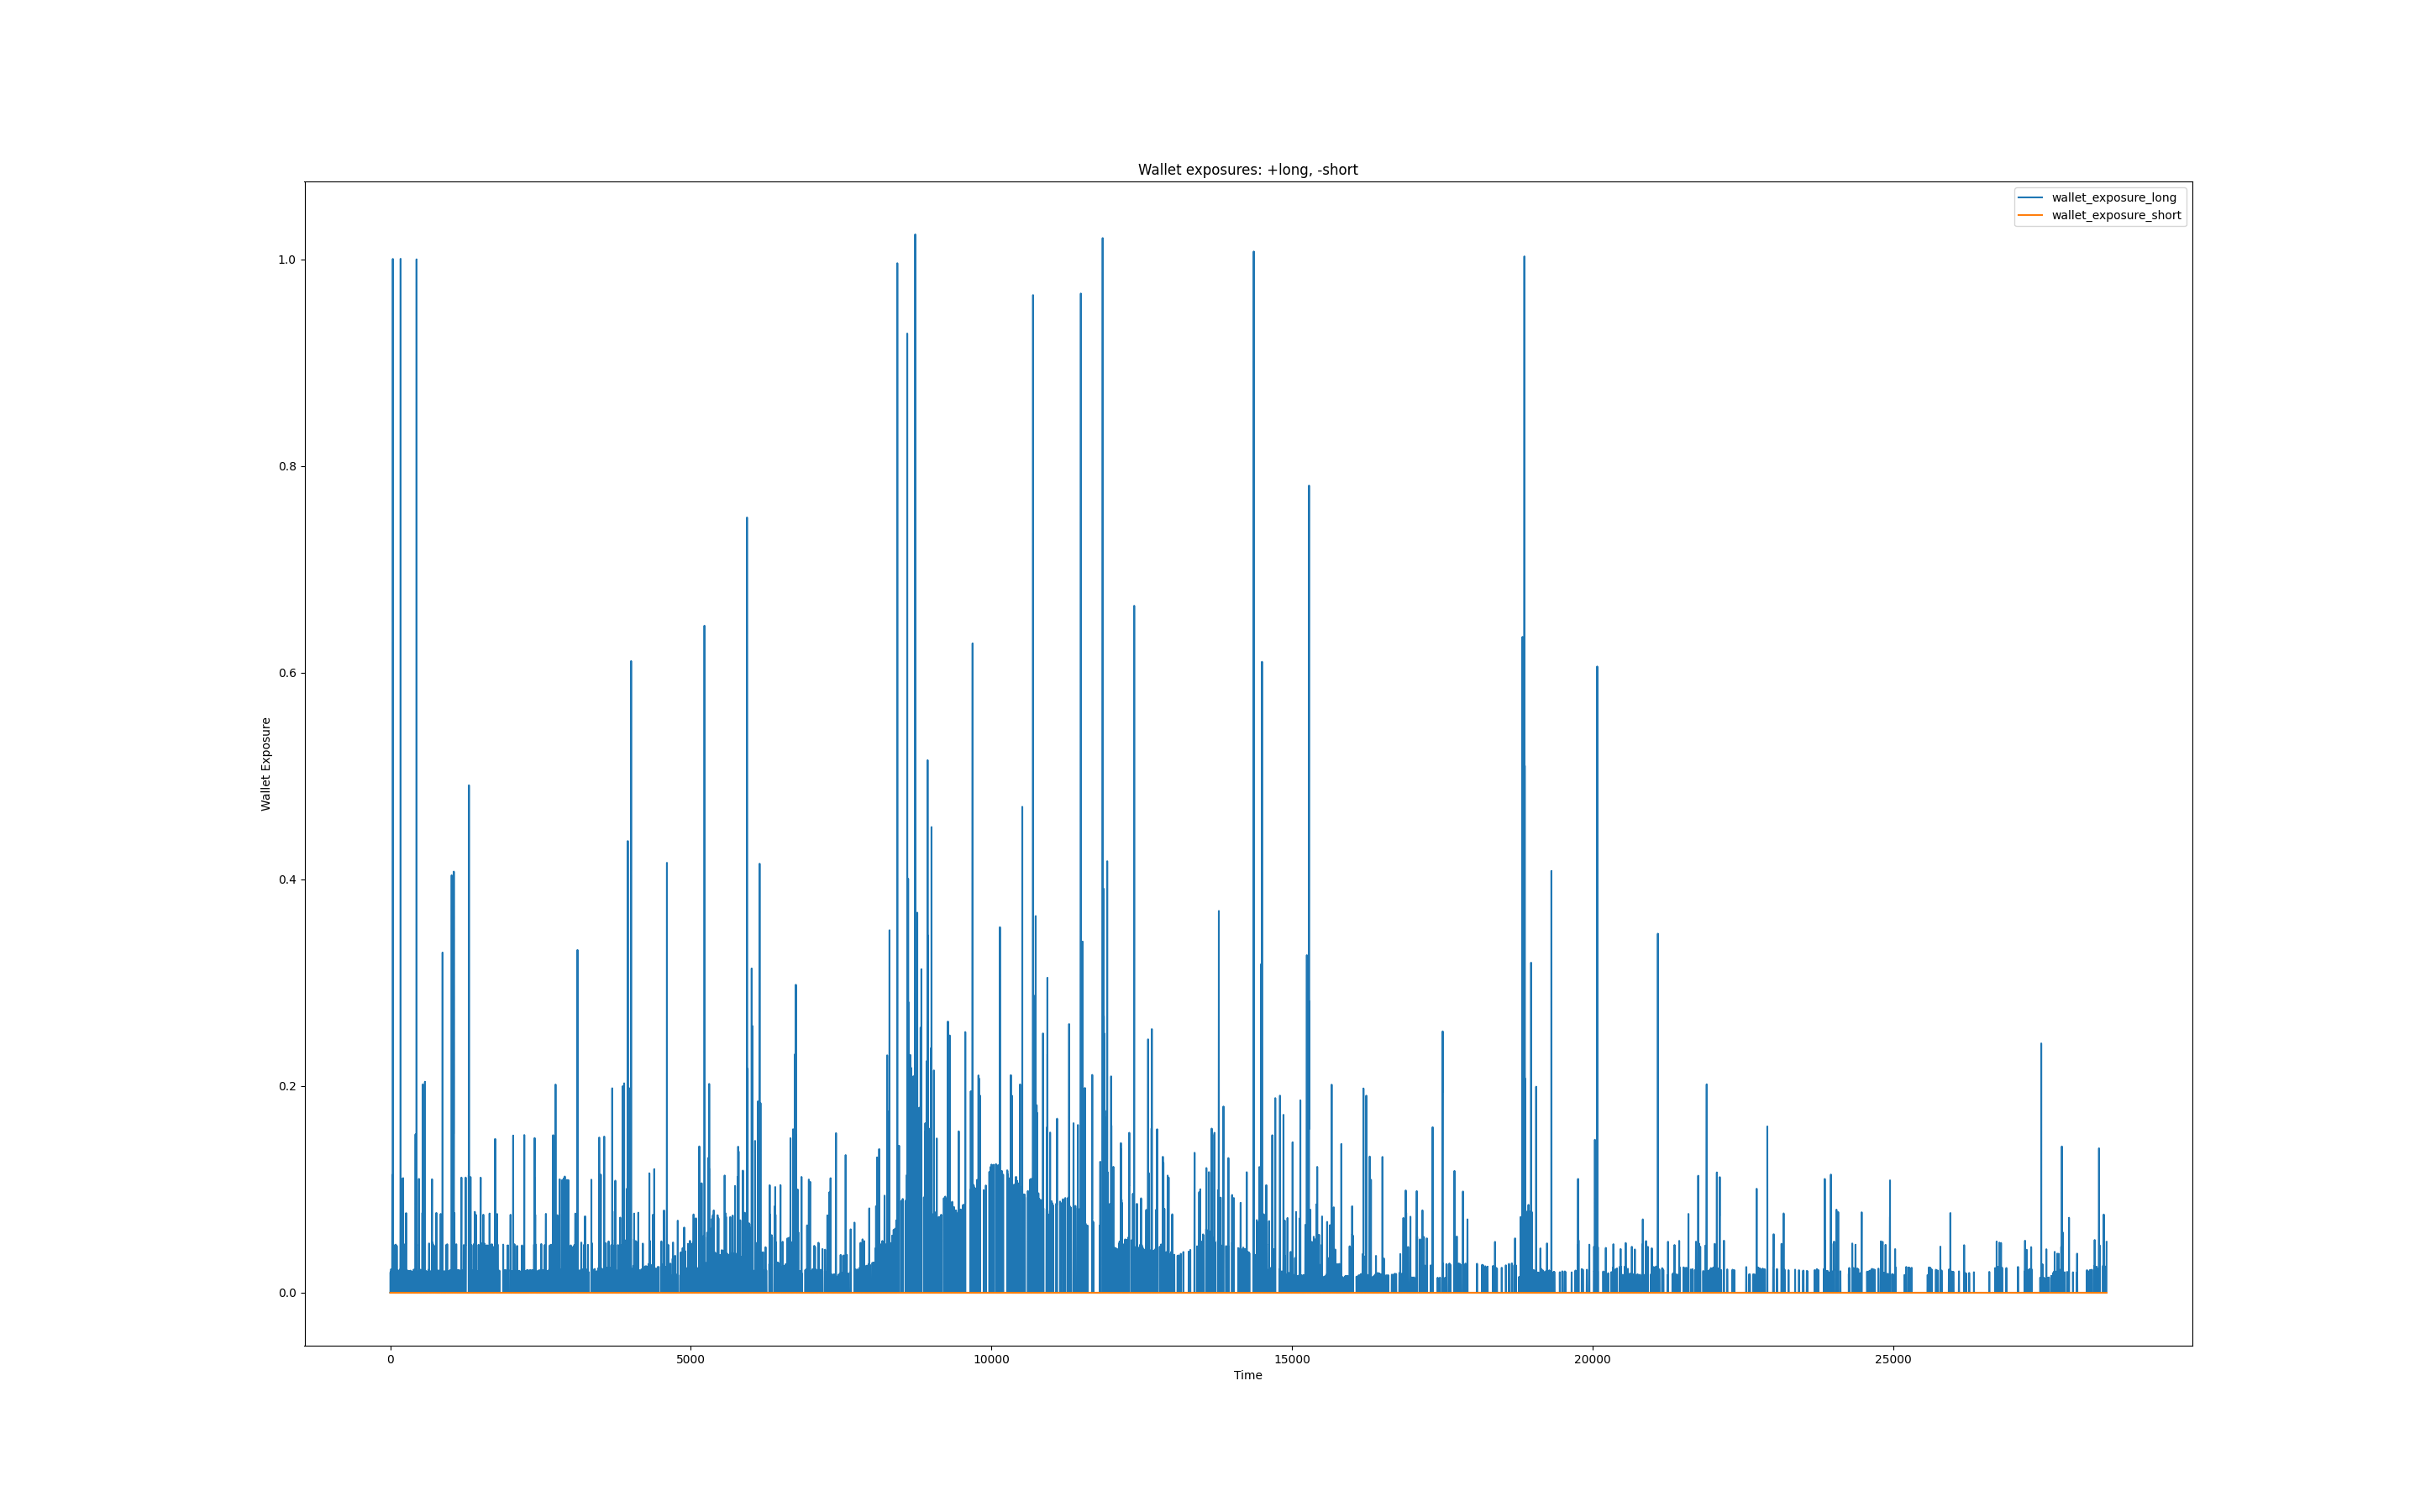 Wallet exposures: +long, -short
wallet_exposure_long
wallet_exposure_short
1.0
0.8
0.6
0.4
0.2
0.0
Wallet Exposure
0 5000 10000 15000 20000 25000
Time